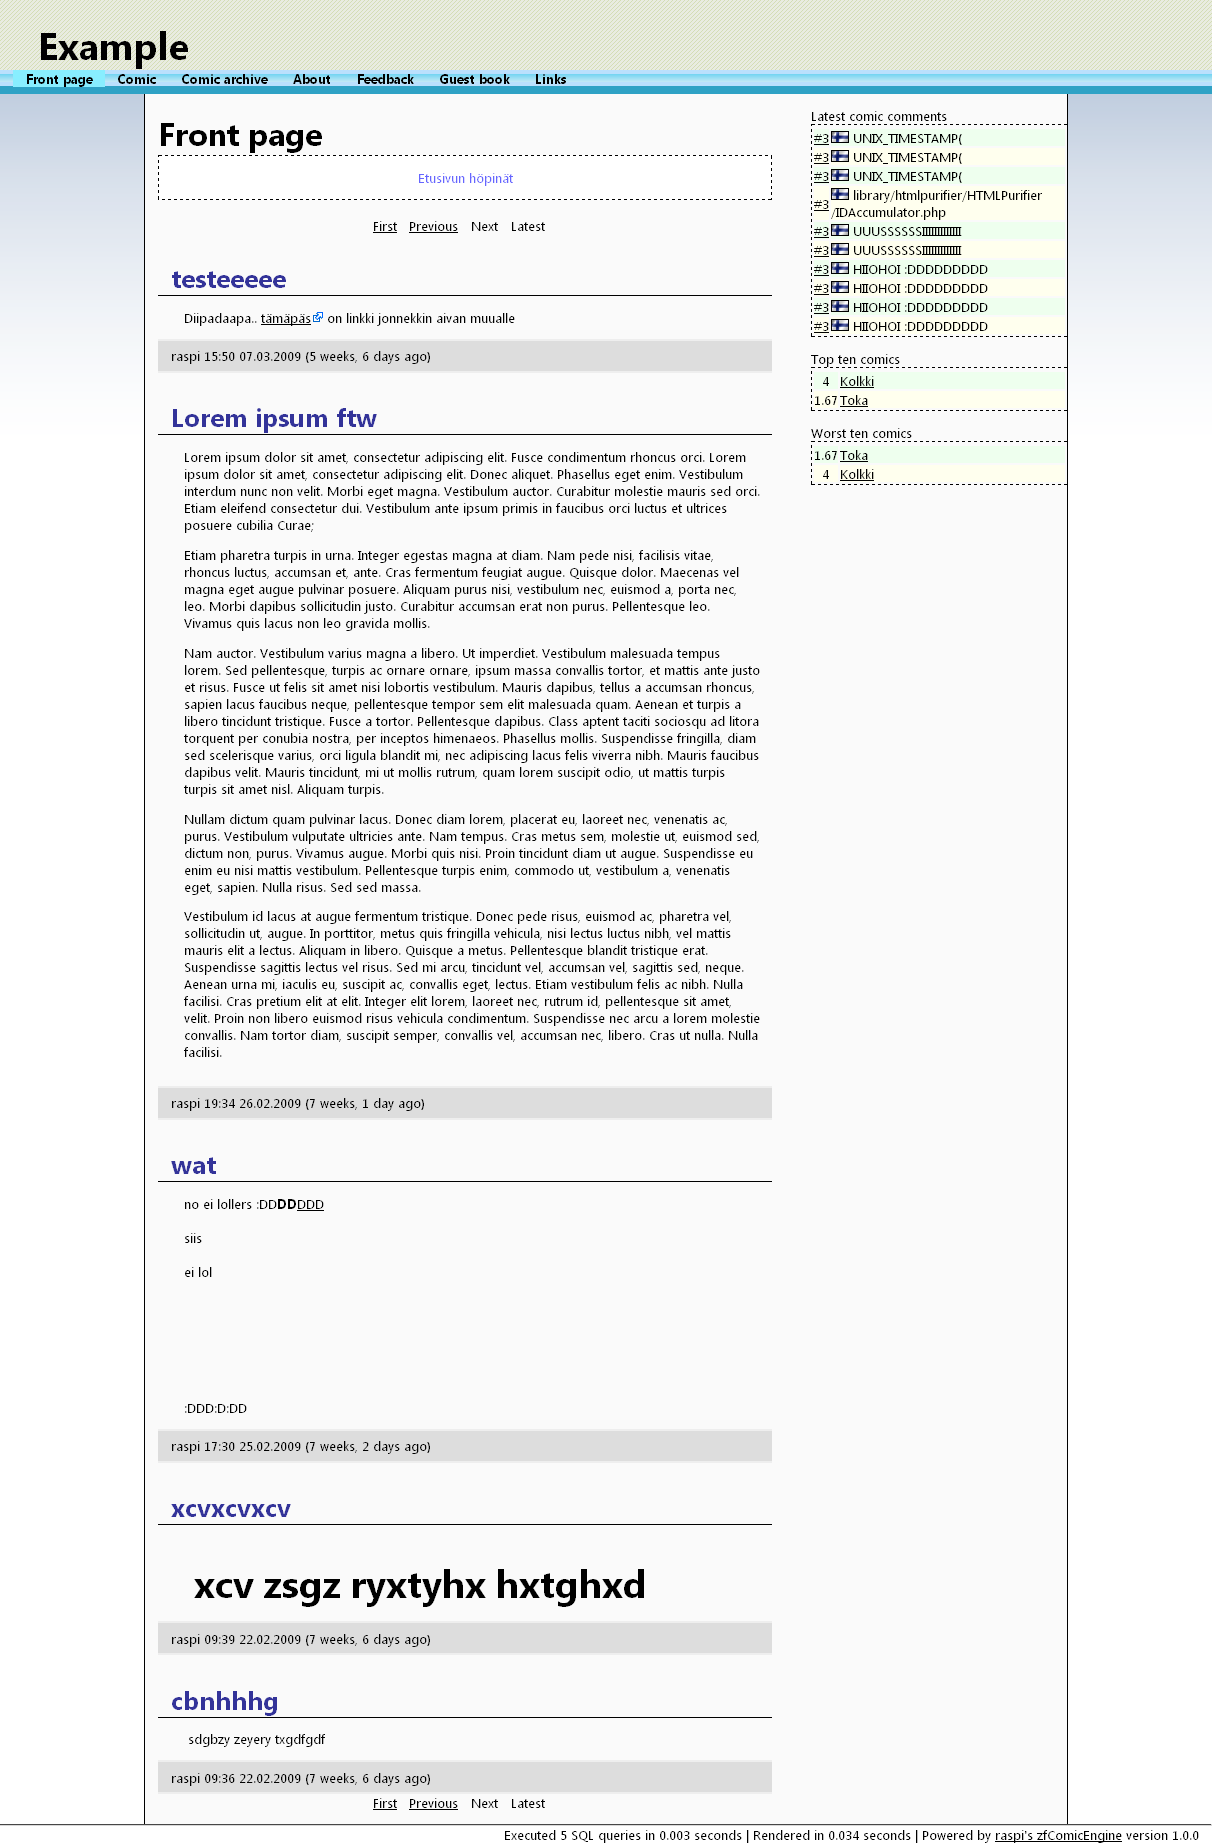 Example
Front page Comic Comic archive About Feedback Guest book Links
Front page
Etusivun höpinät
First Previous Next Latest
testeeeee
Diipadaapa.. tämäpäs on linkki jonnekkin aivan muualle
raspi 15:50 07.03.2009 (5 weeks, 6 days ago)
Lorem ipsum ftw
Lorem ipsum dolor sit amet, consectetur adipiscing elit. Fusce condimentum rhoncus orci. Lorem
ipsum dolor sit amet, consectetur adipiscing elit. Donec aliquet. Phasellus eget enim. Vestibulum
interdum nunc non velit. Morbi eget magna. Vestibulum auctor. Curabitur molestie mauris sed orci.
Etiam eleifend consectetur dui. Vestibulum ante ipsum primis in faucibus orci luctus et ultrices
posuere cubilia Curae;
Etiam pharetra turpis in urna. Integer egestas magna at diam. Nam pede nisi, facilisis vitae,
rhoncus luctus, accumsan et, ante. Cras fermentum feugiat augue. Quisque dolor. Maecenas vel
magna eget augue pulvinar posuere. Aliquam purus nisi, vestibulum nec, euismod a, porta nec,
leo. Morbi dapibus sollicitudin justo. Curabitur accumsan erat non purus. Pellentesque leo.
Vivamus quis lacus non leo gravida mollis.
Nam auctor. Vestibulum varius magna a libero. Ut imperdiet. Vestibulum malesuada tempus
lorem. Sed pellentesque, turpis ac ornare ornare, ipsum massa convallis tortor, et mattis ante justo
et risus. Fusce ut felis sit amet nisi lobortis vestibulum. Mauris dapibus, tellus a accumsan rhoncus,
sapien lacus faucibus neque, pellentesque tempor sem elit malesuada quam. Aenean et turpis a
libero tincidunt tristique. Fusce a tortor. Pellentesque dapibus. Class aptent taciti sociosqu ad litora
torquent per conubia nostra, per inceptos himenaeos. Phasellus mollis. Suspendisse fringilla, diam
sed scelerisque varius, orci ligula blandit mi, nec adipiscing lacus felis viverra nibh. Mauris faucibus
dapibus velit. Mauris tincidunt, mi ut mollis rutrum, quam lorem suscipit odio, ut mattis turpis
turpis sit amet nisl. Aliquam turpis.
Nullam dictum quam pulvinar lacus. Donec diam lorem, placerat eu, laoreet nec, venenatis ac,
purus. Vestibulum vulputate ultricies ante. Nam tempus. Cras metus sem, molestie ut, euismod sed,
dictum non, purus. Vivamus augue. Morbi quis nisi. Proin tincidunt diam ut augue. Suspendisse eu
enim eu nisi mattis vestibulum. Pellentesque turpis enim, commodo ut, vestibulum a, venenatis
eget, sapien. Nulla risus. Sed sed massa.
Vestibulum id lacus at augue fermentum tristique. Donec pede risus, euismod ac, pharetra vel,
sollicitudin ut, augue. In porttitor, metus quis fringilla vehicula, nisi lectus luctus nibh, vel mattis
mauris elit a lectus. Aliquam in libero. Quisque a metus. Pellentesque blandit tristique erat.
Suspendisse sagittis lectus vel risus. Sed mi arcu, tincidunt vel, accumsan vel, sagittis sed, neque.
Aenean urna mi, iaculis eu, suscipit ac, convallis eget, lectus. Etiam vestibulum felis ac nibh. Nulla
facilisi. Cras pretium elit at elit. Integer elit lorem, laoreet nec, rutrum id, pellentesque sit amet,
velit. Proin non libero euismod risus vehicula condimentum. Suspendisse nec arcu a lorem molestie
convallis. Nam tortor diam, suscipit semper, convallis vel, accumsan nec, libero. Cras ut nulla. Nulla
facilisi.
raspi 19:34 26.02.2009 (7 weeks, 1 day ago)
wat
no ei lollers :DDDDDDD
siis
ei lol
:DDD:D:DD
raspi 17:30 25.02.2009 (7 weeks, 2 days ago)
xcvxcvxcv
xcv zsgz ryxtyhx hxtghxd
raspi 09:39 22.02.2009 (7 weeks, 6 days ago)
cbnhhhg
sdgbzy zeyery txgdfgdf
raspi 09:36 22.02.2009 (7 weeks, 6 days ago)
First Previous Next Latest
Latest comic comments
#3 UNIX_TIMESTAMP(
#3 UNIX_TIMESTAMP(
#3 UNIX_TIMESTAMP(
#3 library/htmlpurifier/HTMLPurifier
/IDAccumulator.php
#3 UUUSSSSSSIIIIIIIIIIII
#3 UUUSSSSSSIIIIIIIIIIII
#3 HIIOHOI :DDDDDDDDD
#3 HIIOHOI :DDDDDDDDD
#3 HIIOHOI :DDDDDDDDD
#3 HIIOHOI :DDDDDDDDD
Top ten comics
4 Kolkki
1.67 Toka
Worst ten comics
1.67 Toka
4 Kolkki
Executed 5 SQL queries in 0.003 seconds | Rendered in 0.034 seconds | Powered by raspi's zfComicEngine version 1.0.0